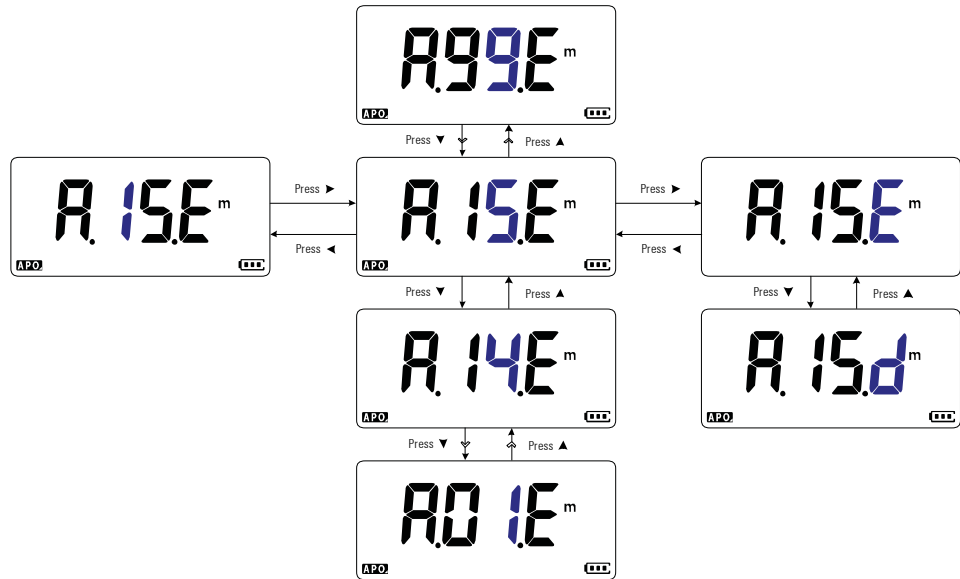 A.99.E m
APO
Press ▼ Press ▲
A.15.E m
APO
Press ►
Press ◄
A.15.E m
APO
Press ►
Press ◄
A.15.E m
APO
Press ▼ Press ▲
Press ▼ Press ▲
A.14.E m
APO
A.15.d m
APO
Press ▼ Press ▲
A.01.E m
APO